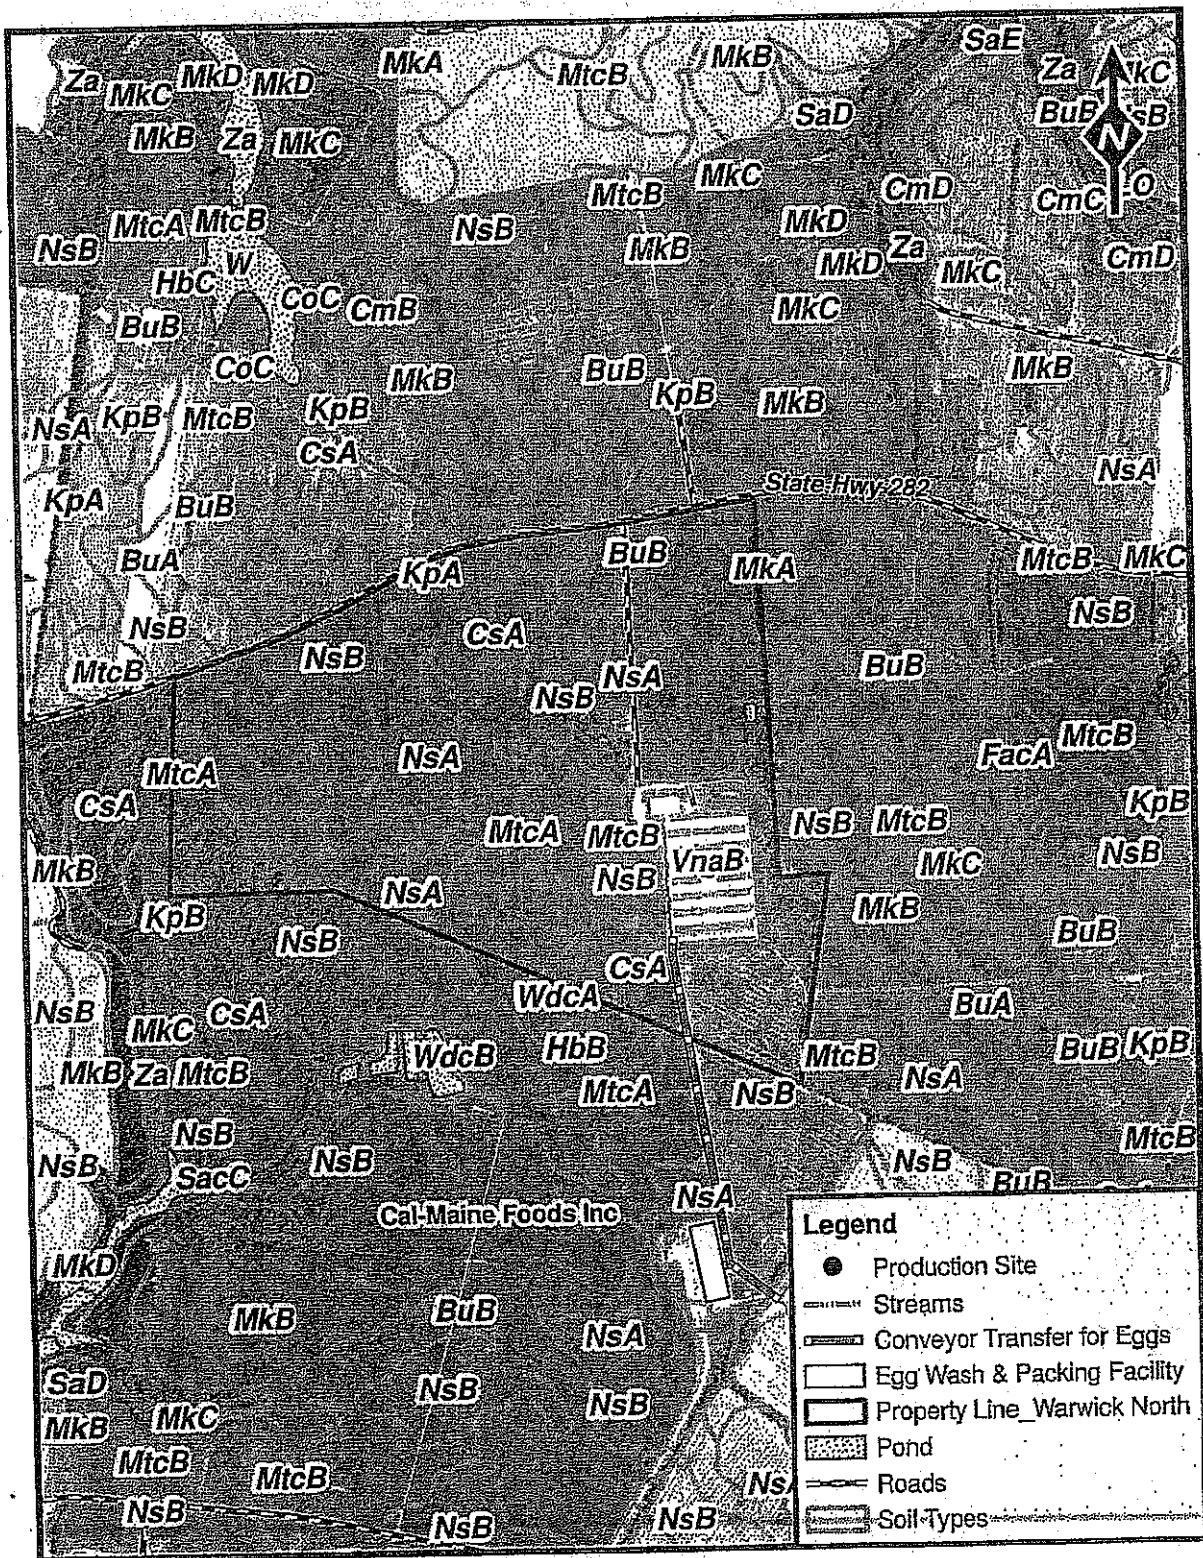 SaE
MkA
MkB
Za
MkD
MkD
MtcB
Za
MkC
MkC
SaD
BuB
NsB
MkB
Za
MkC
N
MkC
MtcB
CmD
CmC
MtcA
MtcB
NsB
MkD
NsB
MkB
Za
CmD
W
MkD
MkC
HbC
CoC
CmB
MkC
BuB
CoC
MkB
BuB
MkB
KpB
MkB
NsA
KpB
MtcB
KpB
CsA
NsA
State Hwy 282
KpA
BuB
BuB
MtcB
MkC
BuA
KpA
MkA
NsB
NsB
CsA
NsB
BuB
MtcB
NsA
NsB
NsA
MtcB
FacA
MtcA
CsA
KpB
MtcA
MtcB
NsB
MtcB
VnaB
NsB
MkC
MkB
NsB
NsA
MkB
KpB
BuB
NsB
CsA
WdcA
BuA
NsB
CsA
MkC
HbB
BuB
KpB
WdcB
MtcB
MkB
Za
MtcB
NsA
MtcA
NsB
NsB
MtcB
NsB
NsB
NsB
SacC
BuB
NsA
Cal-Maine Foods Inc
MkD
BuB
MkB
NsA
SaD
NsB
NsB
MkB
MkC
MtcB
MtcB
NsB
NsB
NsB
Legend
Production Site
Streams
Conveyor Transfer for Eggs
Egg Wash & Packing Facility
Property Line_Warwick North
Pond
Roads
Soil Types